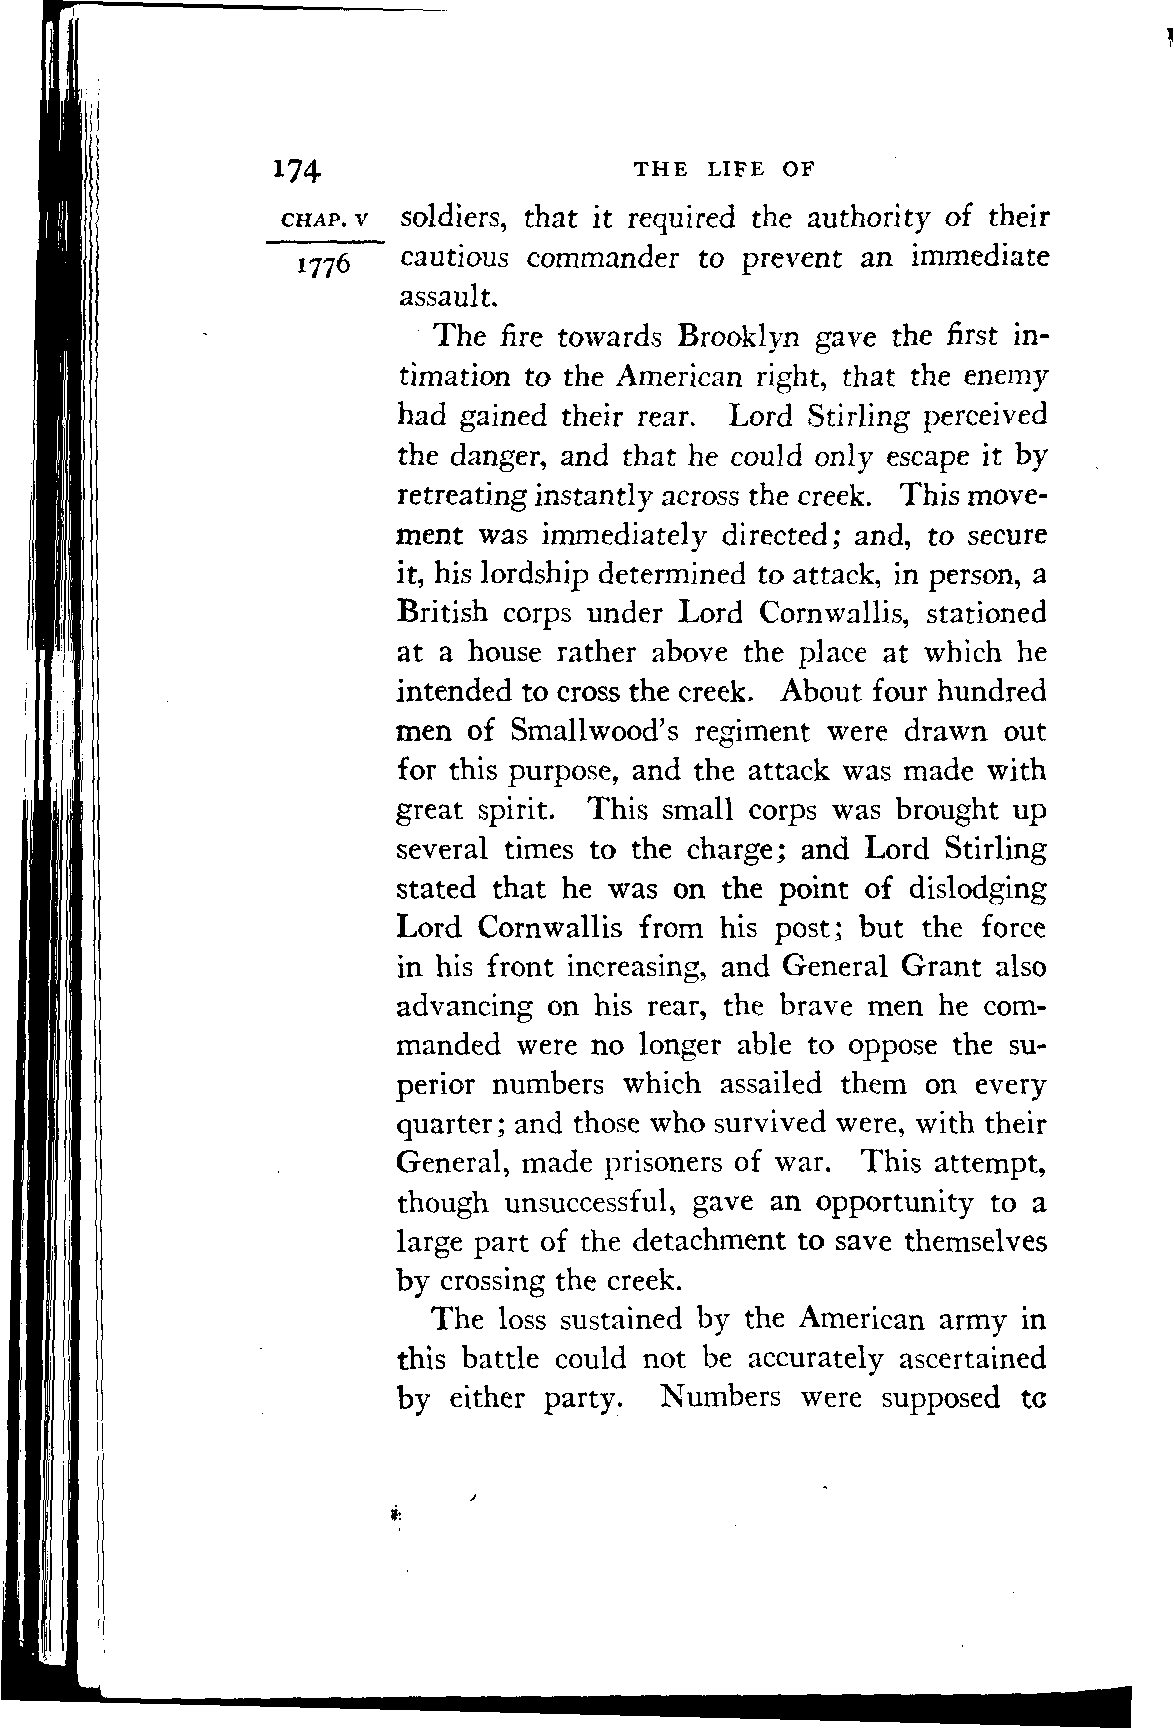 174 THE LIFE OF
CHAP. V soldiers, that it required the authority of their
1776 cautious commander to prevent an immediate
assault.
The fire towards Brooklyn gave the first in-
timation to the American right, that the enemy
had gained their rear. Lord Stirling perceived
the danger, and that he could only escape it by
retreating instantly across the creek. This move-
ment was immediately directed; and, to secure
it, his lordship determined to attack, in person, a
British corps under Lord Cornwallis, stationed
at a house rather above the place at which he
intended to cross the creek. About four hundred
men of Smallwood's regiment were drawn out
for this purpose, and the attack was made with
great spirit. This small corps was brought up
several times to the charge; and Lord Stirling
stated that he was on the point of dislodging
Lord Cornwallis from his post; but the force
in his front increasing, and General Grant also
advancing on his rear, the brave men he com-
manded were no longer able to oppose the su-
perior numbers which assailed them on every
quarter; and those who survived were, with their
General, made prisoners of war. This attempt,
though unsuccessful, gave an opportunity to a
large part of the detachment to save themselves
by crossing the creek.
The loss sustained by the American army in
this battle could not be accurately ascertained
by either party. Numbers were supposed to